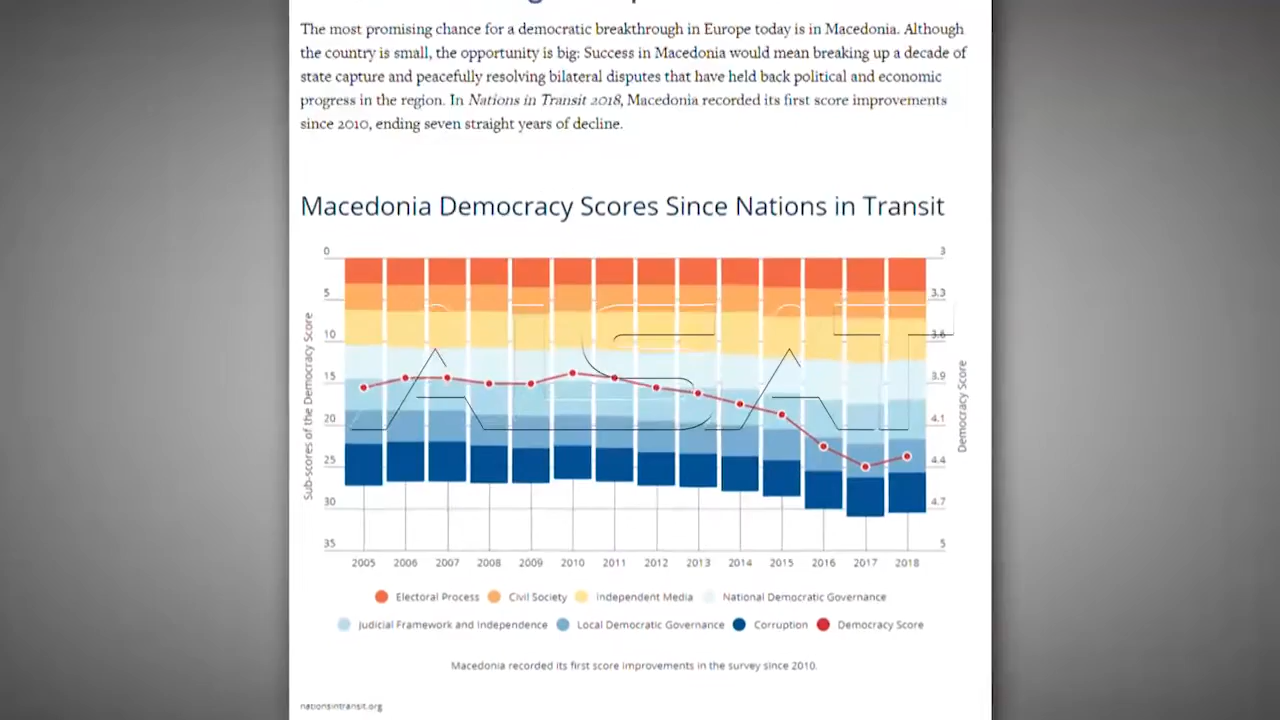 The most promising chance for a democratic breakthrough in Europe today is in Macedonia. Although
the country is small, the opportunity is big: Success in Macedonia would mean breaking up a decade of
state capture and peacefully resolving bilateral disputes that have held back political and economic
progress in the region. In Nations in Transit 2018, Macedonia recorded its first score improvements
since 2010, ending seven straight years of decline.
Macedonia Democracy Scores Since Nations in Transit
0 3
5 3.3
10 3.6
15 3.9
20 4.1
25 4.4
30 4.7
35 5
Sub-scores of the Democracy Score
Democracy Score
ALSAT
2005 2006 2007 2008 2009 2010 2011 2012 2013 2014 2015 2016 2017 2018
Electoral Process Civil Society Independent Media National Democratic Governance
Judicial Framework and Independence Local Democratic Governance Corruption Democracy Score
Macedonia recorded its first score improvements in the survey since 2010.
nationsintransit.org